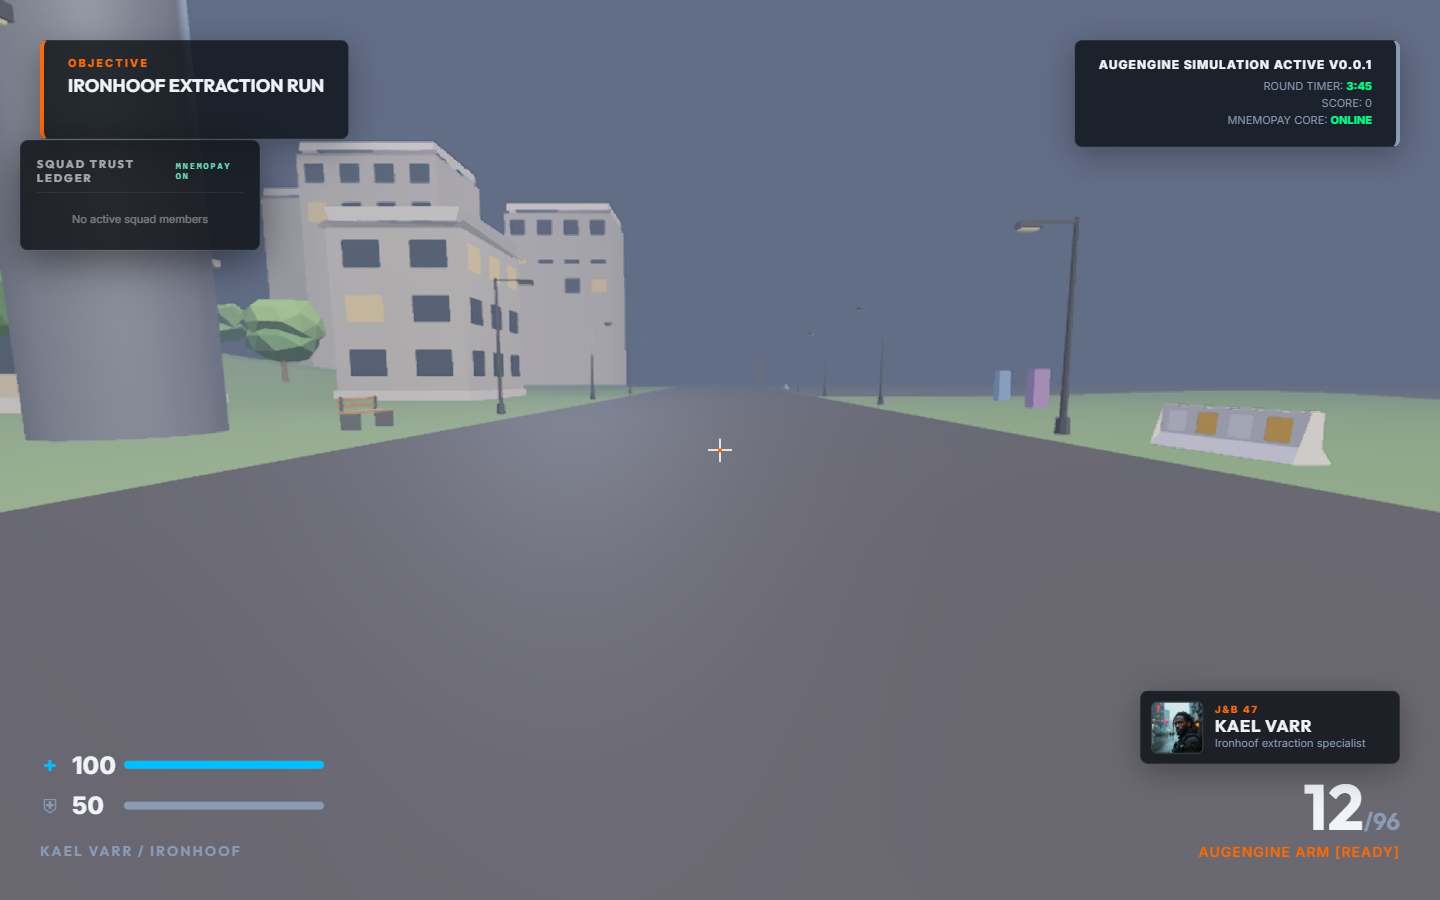 OBJECTIVE
IRONHOOF EXTRACTION RUN
SQUAD TRUST LEDGER
MNEMOPAY ON
No active squad members
AUGENGINE SIMULATION ACTIVE V0.0.1
ROUND TIMER: 3:45
SCORE: 0
MNEMOPAY CORE: ONLINE
100
50
KAEL VARR / IRONHOOF
J&B 47
KAEL VARR
Ironhoof extraction specialist
12/96
AUGENGINE ARM [READY]